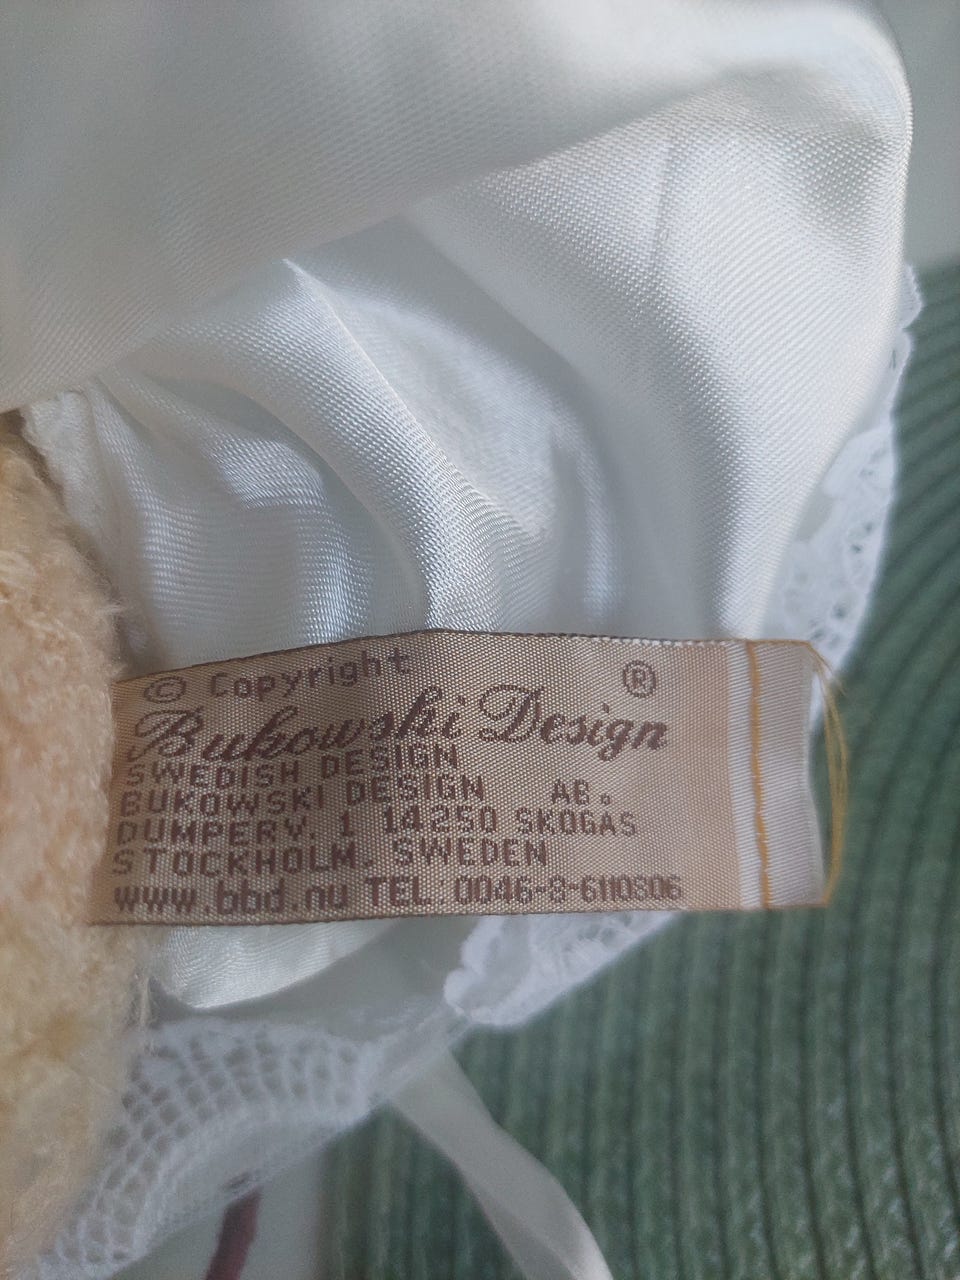 © Copyright ®
Bukowski Design
SWEDISH DESIGN
BUKOWSKI DESIGN AB.
DUMPERV. 1 14250 SKOGAS
STOCKHOLM. SWEDEN
www.bbd.nu TEL:0046-8-6110806